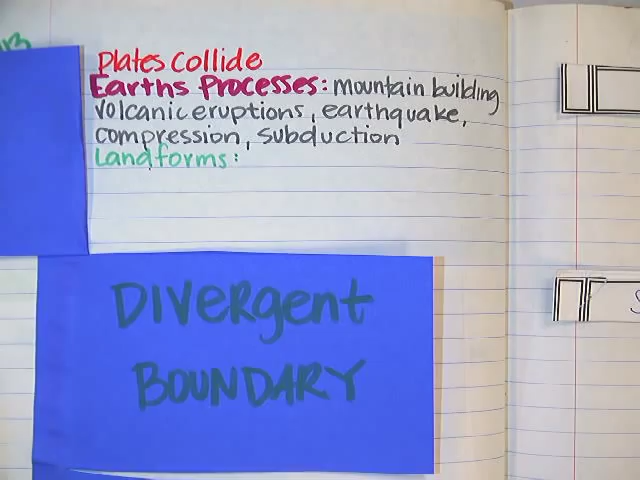 Plates Collide
Earths Processes: mountain building
volcanic eruptions, earthquake,
compression, subduction
Landforms:
Divergent
BOUNDARY